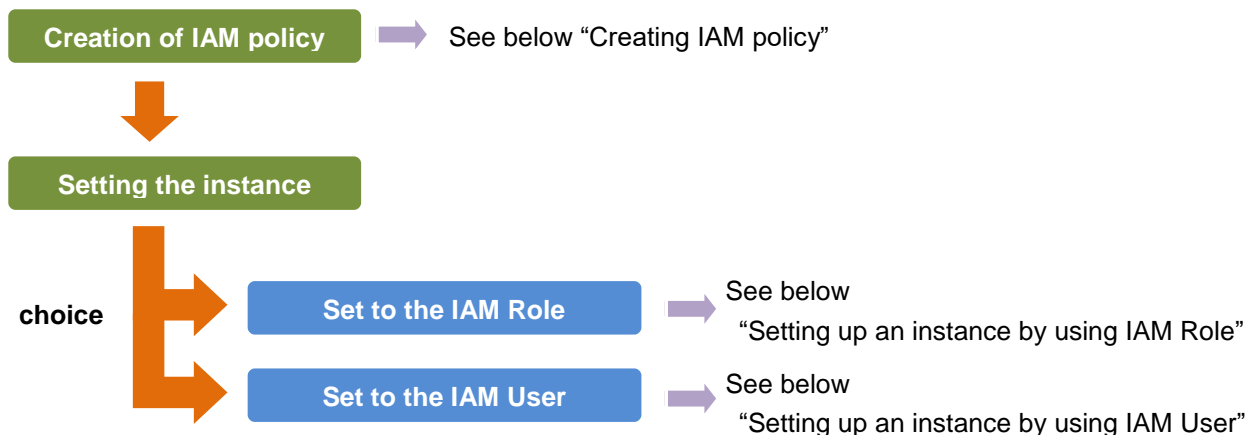 Creation of IAM policy
See below “Creating IAM policy”
Setting the instance
choice
Set to the IAM Role
See below
“Setting up an instance by using IAM Role”
Set to the IAM User
See below
“Setting up an instance by using IAM User”